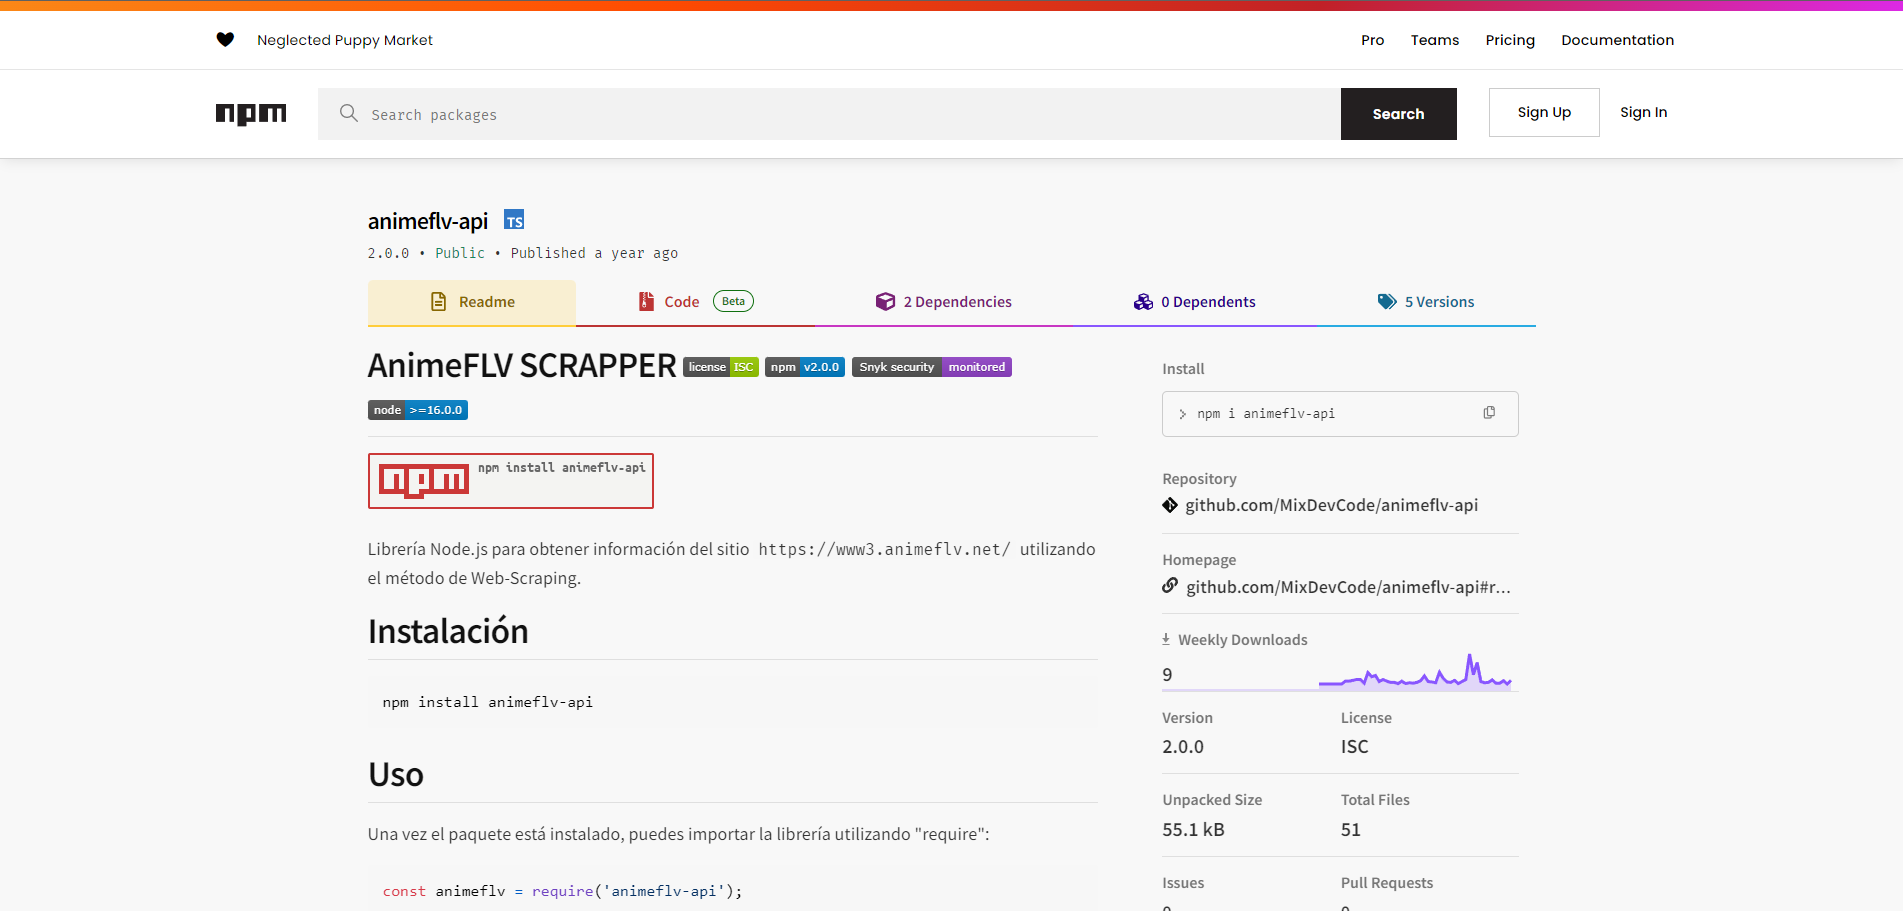 Neglected Puppy Market
Pro Teams Pricing Documentation
npm Search packages Search Sign Up Sign In
animeflv-api TS
2.0.0 • Public • Published a year ago
Readme Code Beta 2 Dependencies 0 Dependents 5 Versions
AnimeFLV SCRAPPER license ISC npm v2.0.0 Snyk security monitored
node >=16.0.0
npm npm install animeflv-api
Librería Node.js para obtener información del sitio https://www3.animeflv.net/ utilizando
el método de Web-Scraping.
Instalación
npm install animeflv-api
Uso
Una vez el paquete está instalado, puedes importar la librería utilizando "require":
const animeflv = require('animeflv-api');
Install
> npm i animeflv-api
Repository
github.com/MixDevCode/animeflv-api
Homepage
github.com/MixDevCode/animeflv-api#r...
Weekly Downloads
9
Version License
2.0.0 ISC
Unpacked Size Total Files
55.1 kB 51
Issues Pull Requests